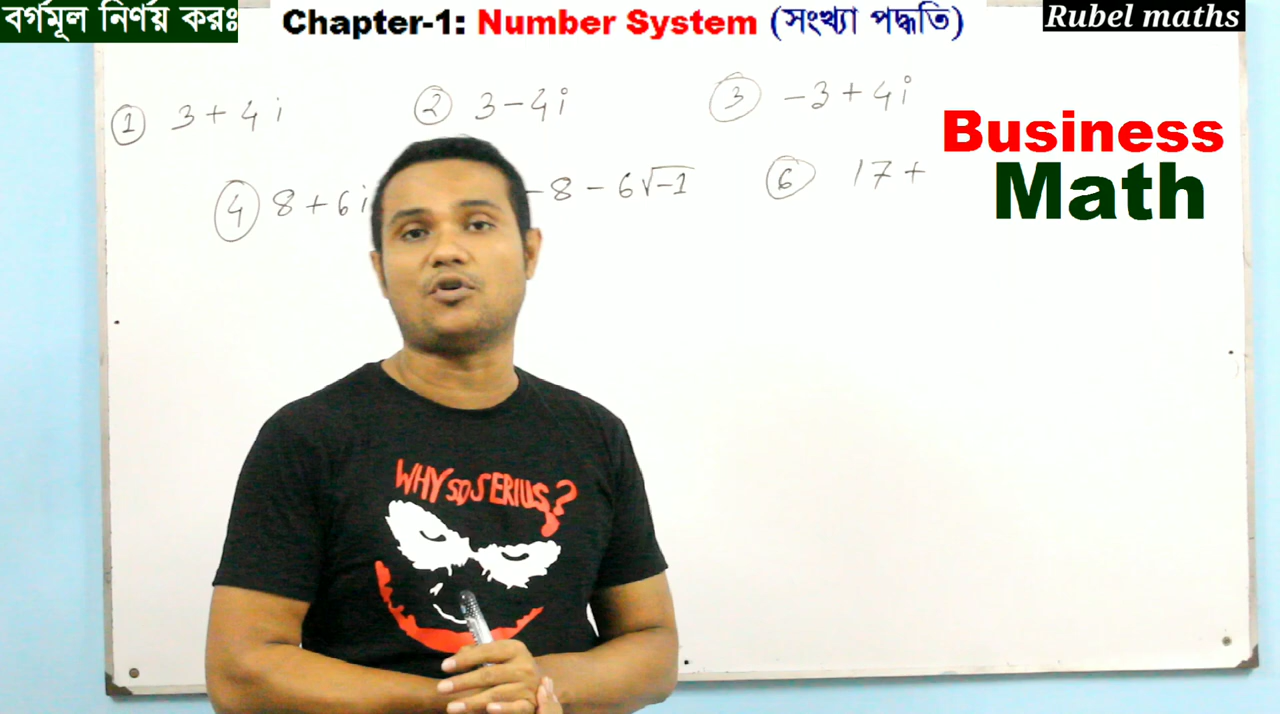 বর্গমূল নির্ণয় করঃ
Chapter-1: Number System (সংখ্যা পদ্ধতি)
Rubel maths
① 3 + 4i ② 3 - 4i ③ -3 + 4i
Business
Math
④ 8 + 6i - 8 - 6√-1 ⑥ 17 +
WHY SO SERIUS?